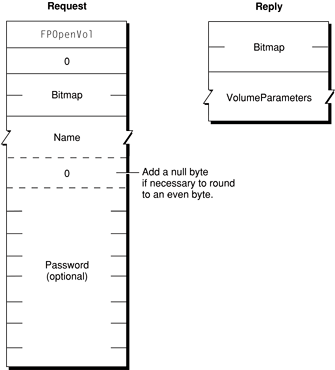 Request
FPOpenVol
0
Bitmap
Name
0
Add a null byte
if necessary to round
to an even byte.
Password
(optional)
Reply
Bitmap
VolumeParameters